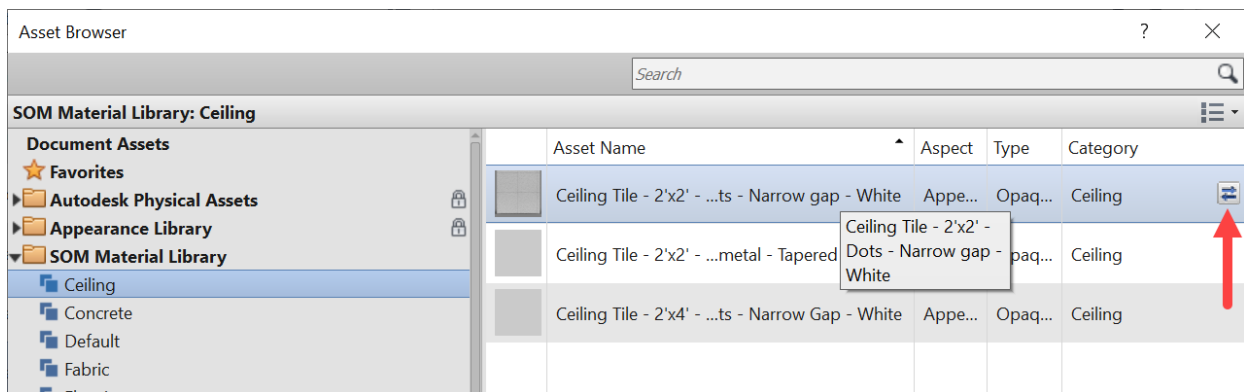 Asset Browser
?
Search
SOM Material Library: Ceiling
Document Assets
Favorites
Autodesk Physical Assets
Appearance Library
SOM Material Library
Ceiling
Concrete
Default
Fabric
Asset Name Aspect Type Category
Ceiling Tile - 2'x2' - ...ts - Narrow gap - White Appe... Opaq... Ceiling
Ceiling Tile - 2'x2' -
Dots - Narrow gap -
White
Ceiling Tile - 2'x2' - ...metal - Tapered paq... Ceiling
Ceiling Tile - 2'x4' - ...ts - Narrow Gap - White Appe... Opaq... Ceiling